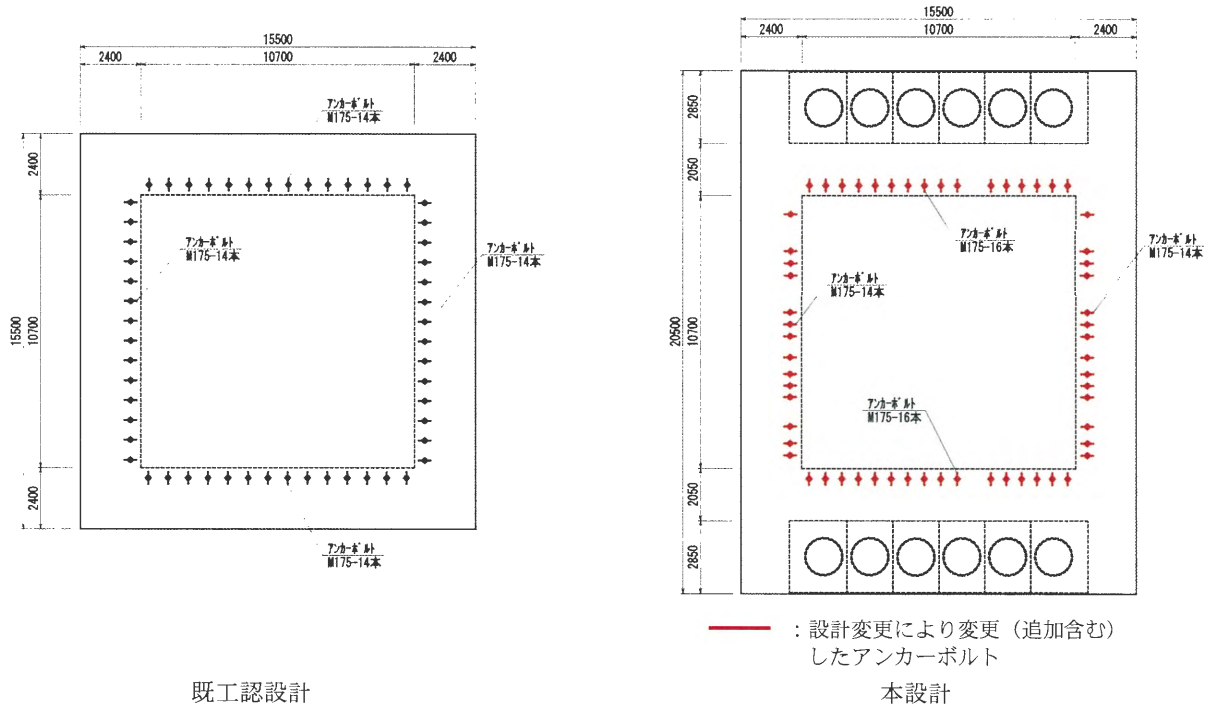 15500
2400
10700
2400
アンカーボルト
M175-14本
2400
15500
10700
2400
アンカーボルト
M175-14本
アンカーボルト
M175-14本
アンカーボルト
M175-14本
既工認設計
15500
2400
10700
2400
2850
2050
20500
10700
2050
2850
アンカーボルト
M175-16本
アンカーボルト
M175-14本
アンカーボルト
M175-14本
アンカーボルト
M175-16本
：設計変更により変更（追加含む）
したアンカーボルト
本設計